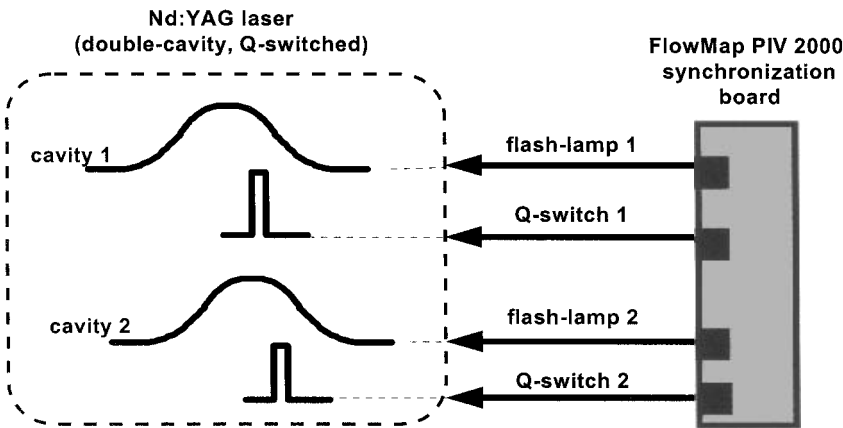 Nd:YAG laser
(double-cavity, Q-switched)
FlowMap PIV 2000
synchronization
board
cavity 1
flash-lamp 1
Q-switch 1
cavity 2
flash-lamp 2
Q-switch 2